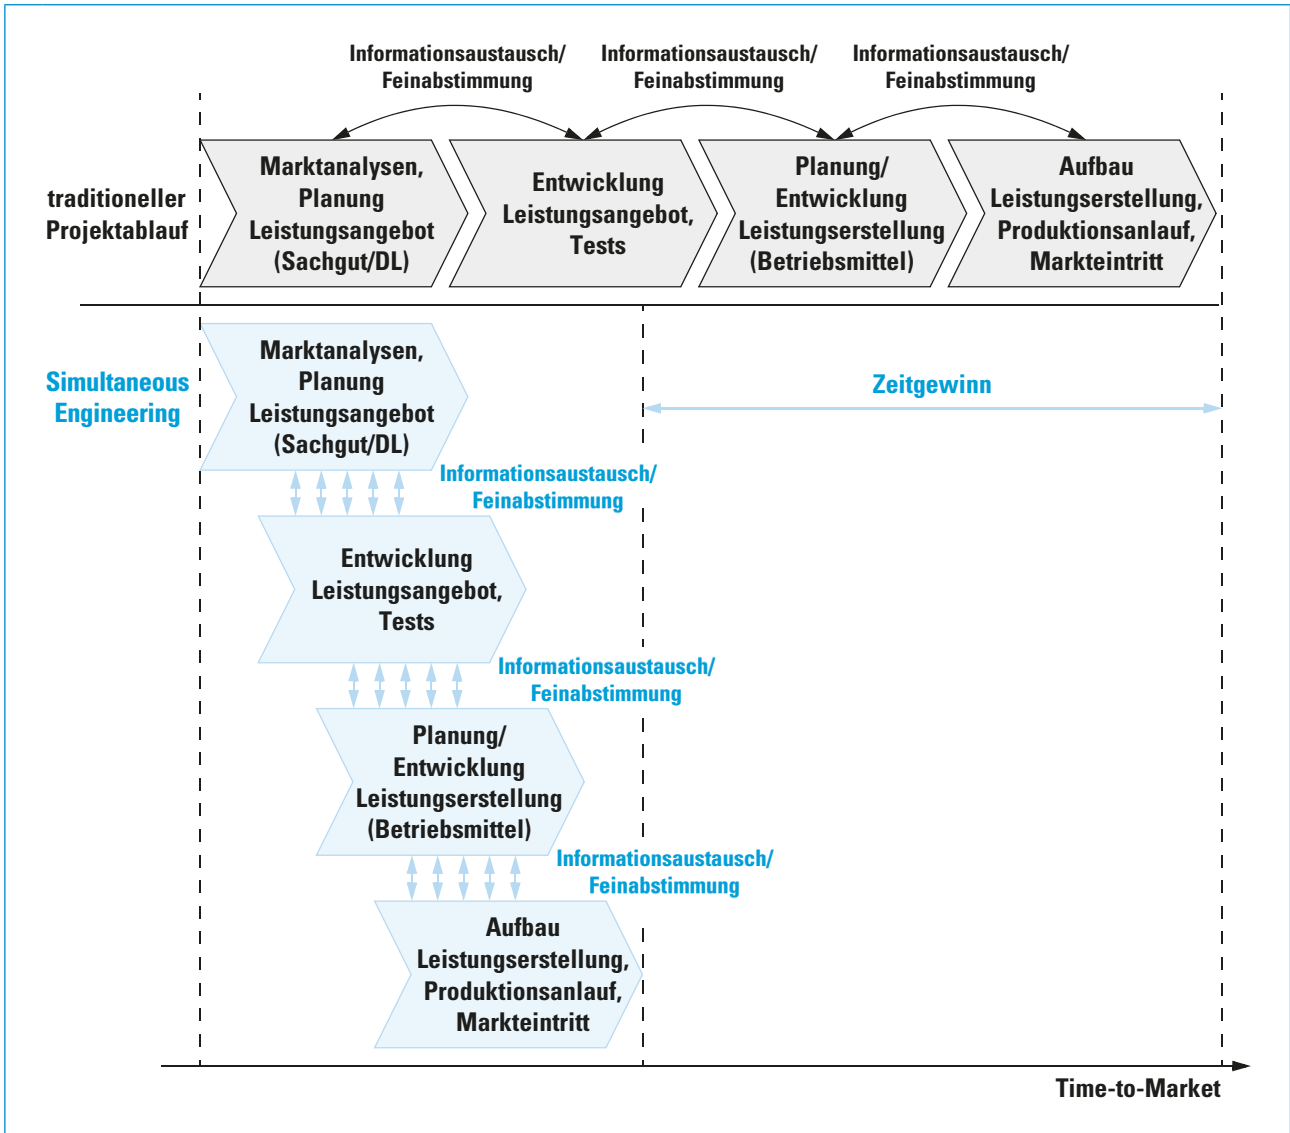 Informationsaustausch/
Feinabstimmung
Informationsaustausch/
Feinabstimmung
Informationsaustausch/
Feinabstimmung
traditioneller
Projektablauf
Marktanalysen,
Planung
Leistungsangebot
(Sachgut/DL)
Entwicklung
Leistungsangebot,
Tests
Planung/
Entwicklung
Leistungserstellung
(Betriebsmittel)
Aufbau
Leistungserstellung,
Produktionsanlauf,
Markteintritt
Simultaneous
Engineering
Marktanalysen,
Planung
Leistungsangebot
(Sachgut/DL)
Zeitgewinn
Informationsaustausch/
Feinabstimmung
Entwicklung
Leistungsangebot,
Tests
Informationsaustausch/
Feinabstimmung
Planung/
Entwicklung
Leistungserstellung
(Betriebsmittel)
Informationsaustausch/
Feinabstimmung
Aufbau
Leistungserstellung,
Produktionsanlauf,
Markteintritt
Time-to-Market